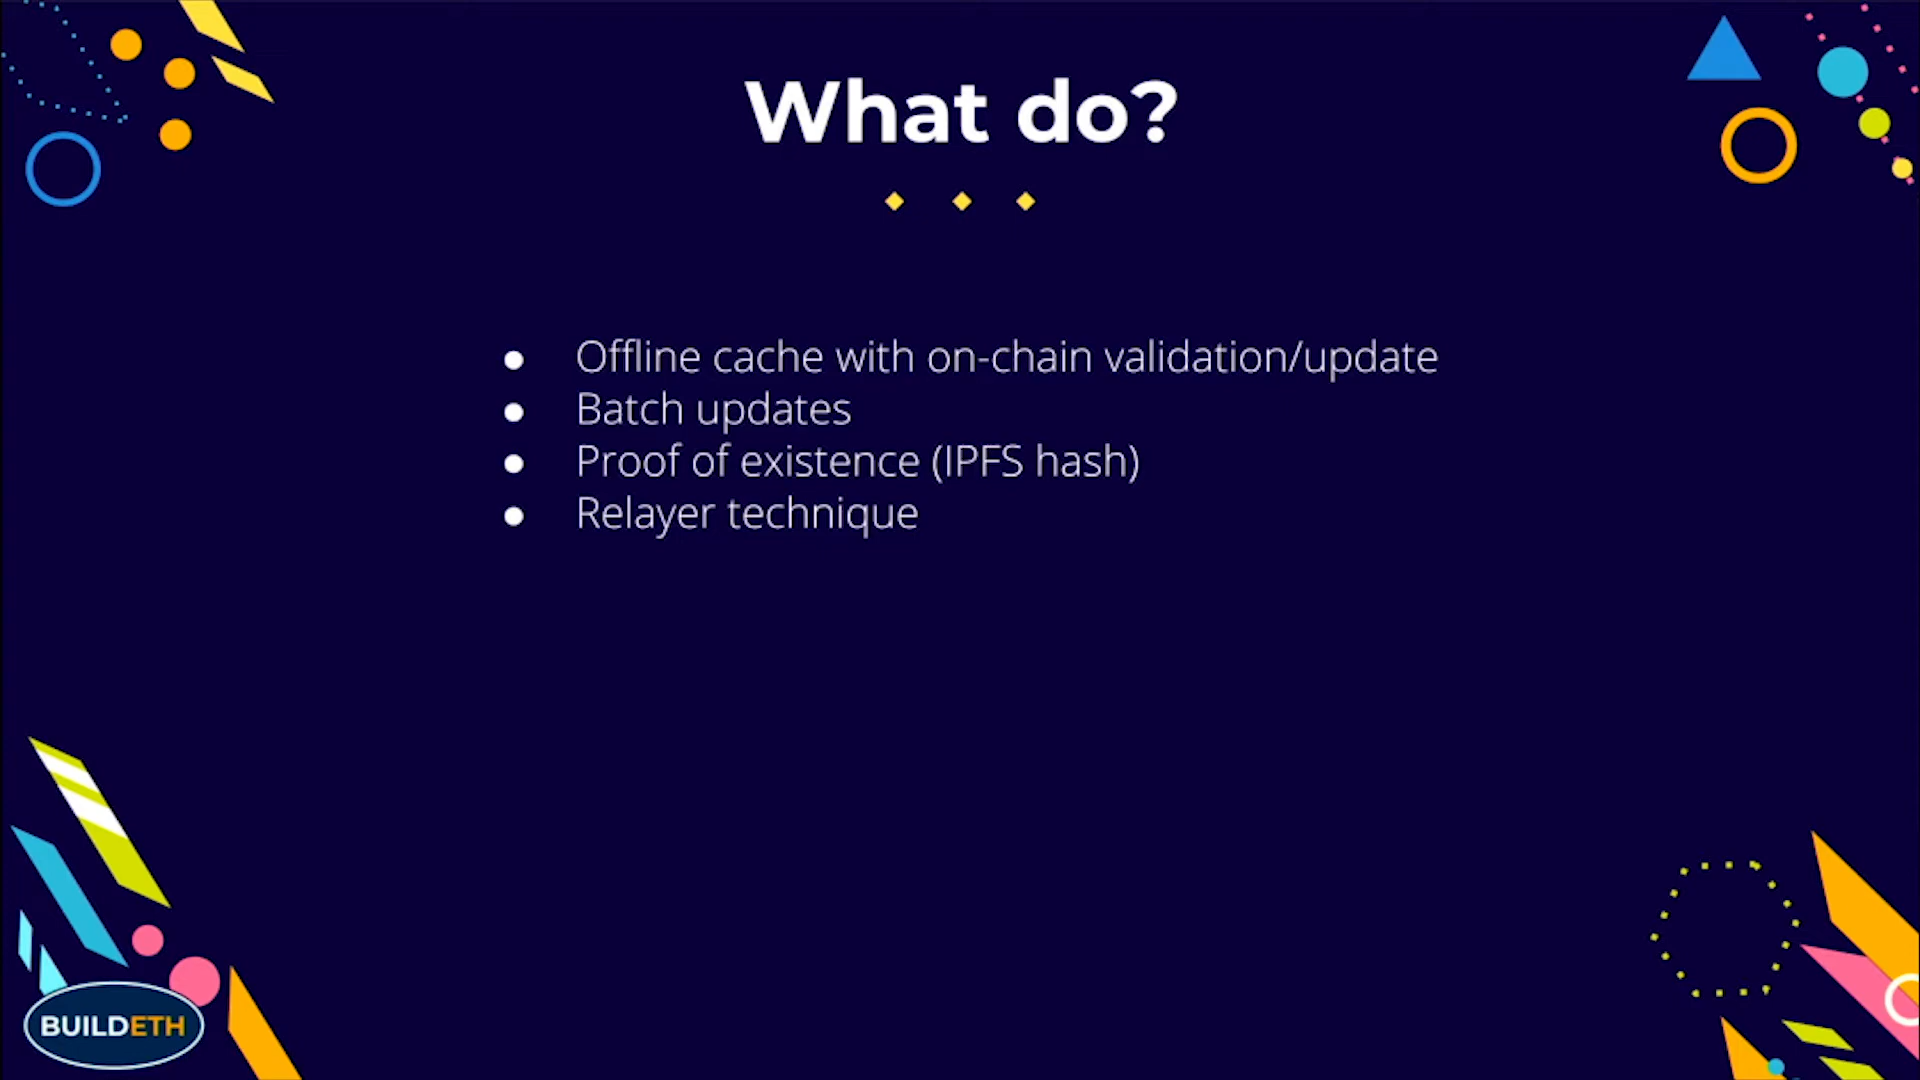 What do?
Offline cache with on-chain validation/update
Batch updates
Proof of existence (IPFS hash)
Relayer technique
BUILDETH